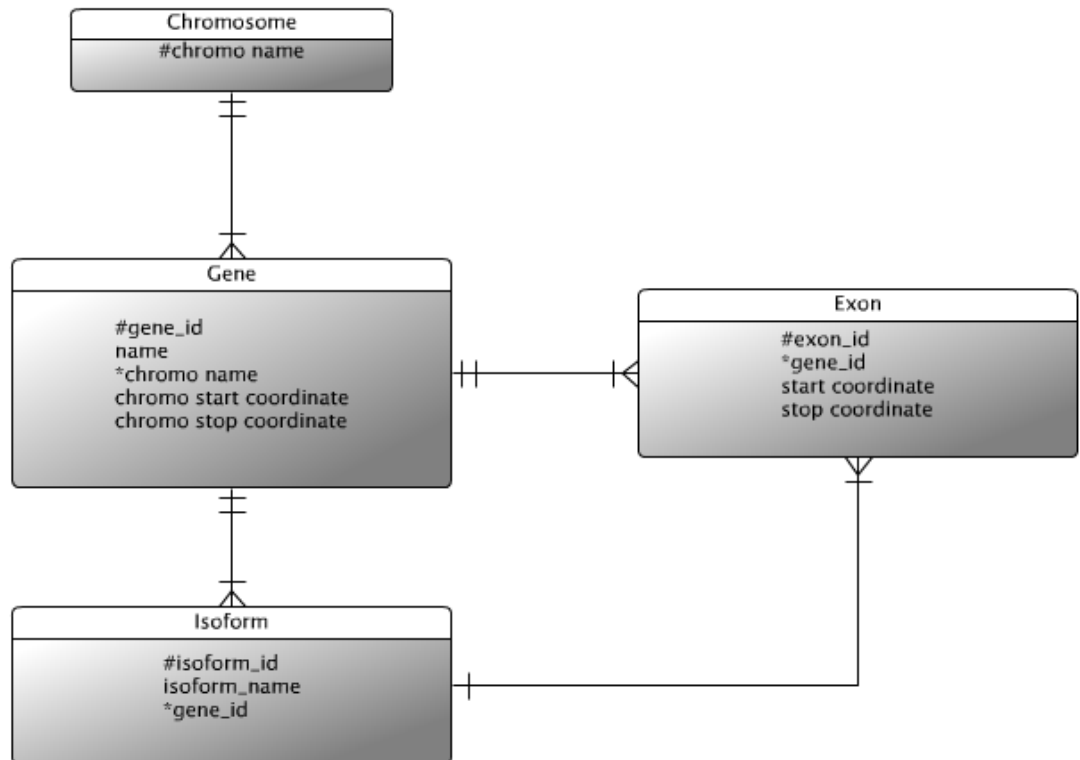 Chromosome
#chromo name
Gene
#gene_id
name
*chromo name
chromo start coordinate
chromo stop coordinate
Exon
#exon_id
*gene_id
start coordinate
stop coordinate
Isoform
#isoform_id
isoform_name
*gene_id